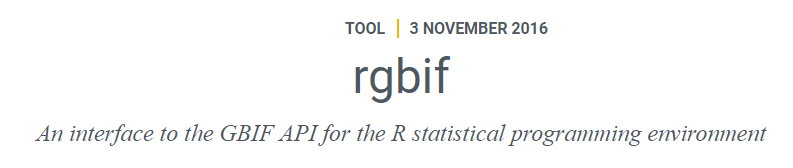 TOOL | 3 NOVEMBER 2016
rgbif
An interface to the GBIF API for the R statistical programming environment